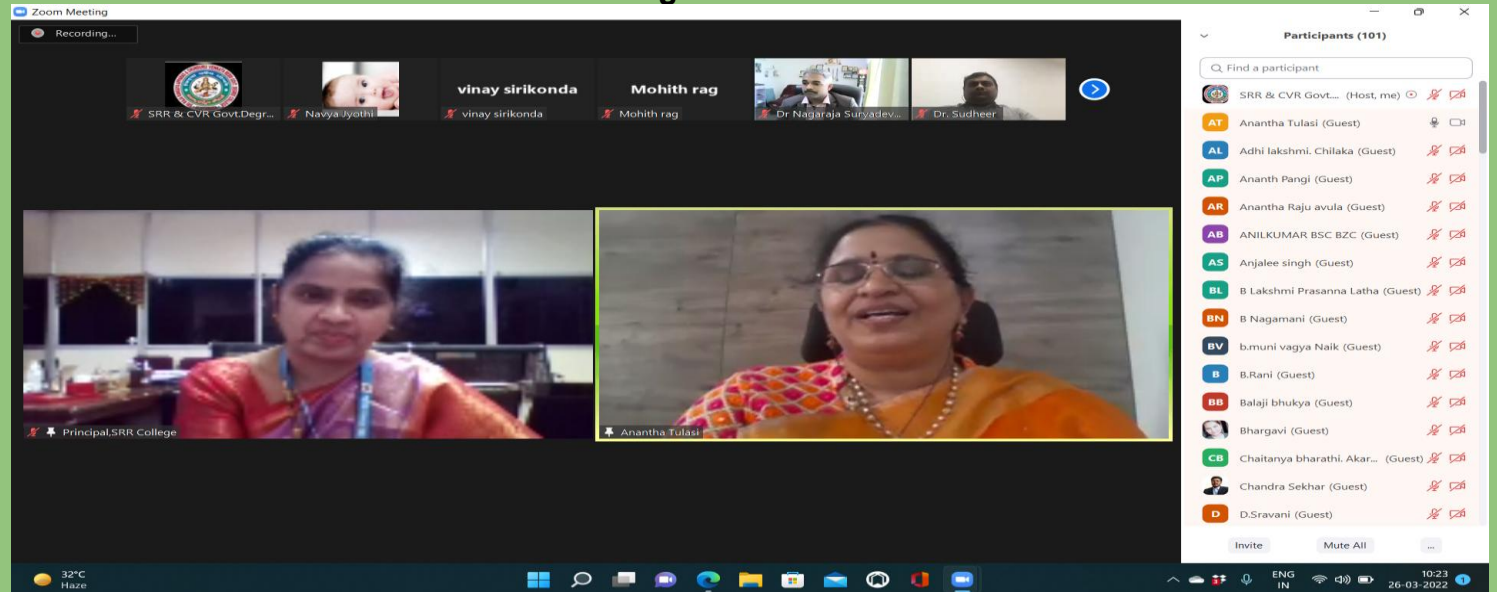 Zoom Meeting
Recording...
Participants (101)
Find a participant
vinay sirikonda
Mohith rag
SRR & CVR Govt.Degr...
Navya Jyothi
vinay sirikonda
Mohith rag
Dr Nagaraja Suryadev...
Dr. Sudheer
Principal,SRR College
Anantha Tulasi
SRR & CVR Govt.... (Host, me)
AT Anantha Tulasi (Guest)
AL Adhi lakshmi. Chilaka (Guest)
AP Ananth Pangi (Guest)
AR Anantha Raju avula (Guest)
AB ANILKUMAR BSC BZC (Guest)
AS Anjalee singh (Guest)
BL B Lakshmi Prasanna Latha (Guest)
BN B Nagamani (Guest)
BV b.muni vagya Naik (Guest)
B B.Rani (Guest)
BB Balaji bhukya (Guest)
Bhargavi (Guest)
CB Chaitanya bharathi. Akar... (Guest)
Chandra Sekhar (Guest)
D D.Sravani (Guest)
Invite Mute All ...
32°C
Haze
ENG
IN
10:23
26-03-2022
1